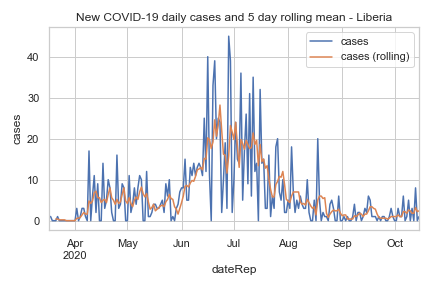 New COVID-19 daily cases and 5 day rolling mean - Liberia
cases
cases (rolling)
cases
40
30
20
10
0
Apr May Jun Jul Aug Sep Oct
2020
dateRep